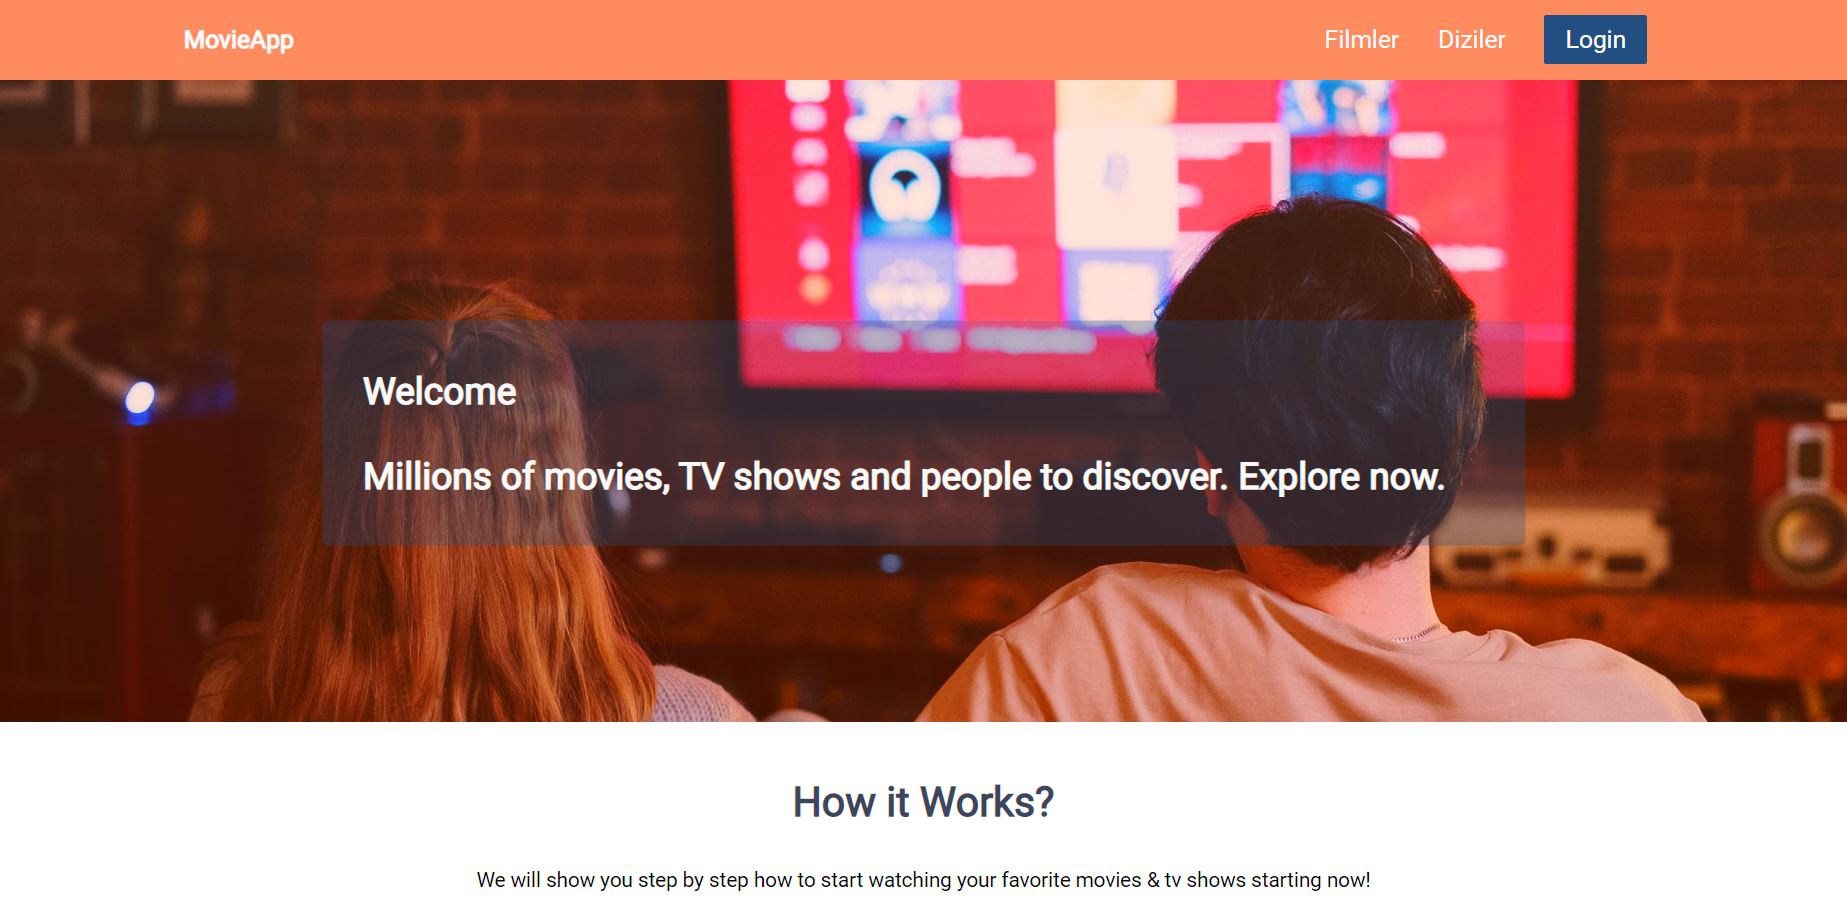 MovieApp
Filmler
Diziler
Login
Welcome
Millions of movies, TV shows and people to discover. Explore now.
How it Works?
We will show you step by step how to start watching your favorite movies & tv shows starting now!